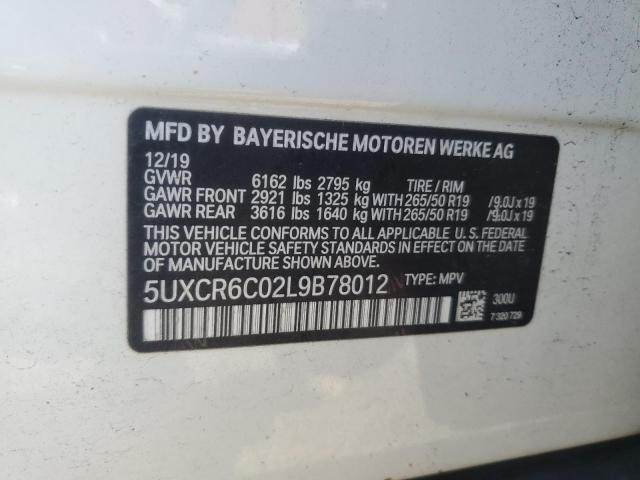 MFD BY BAYERISCHE MOTOREN WERKE AG
12/19
GVWR 6162 lbs 2795 kg TIRE / RIM
GAWR FRONT 2921 lbs 1325 kg WITH 265/50 R19 /9.0J x 19
GAWR REAR 3616 lbs 1640 kg WITH 265/50 R19 /9.0J x 19
THIS VEHICLE CONFORMS TO ALL APPLICABLE U. S. FEDERAL
MOTOR VEHICLE SAFETY STANDARDS IN EFFECT ON THE DATE
OF MANUFACTURE SHOWN ABOVE.
5UXCR6C02L9B78012 TYPE: MPV
300U
7 320 729